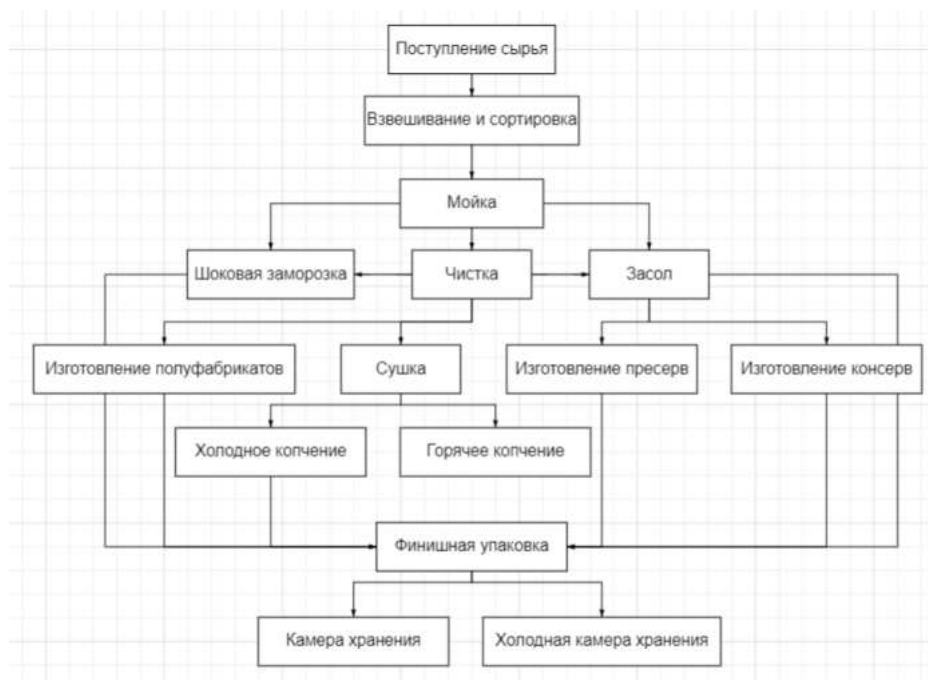 Поступление сырья
Взвешивание и сортировка
Мойка
Шоковая заморозка
Чистка
Засол
Изготовление полуфабрикатов
Сушка
Изготовление пресерв
Изготовление консерв
Холодное копчение
Горячее копчение
Финишная упаковка
Камера хранения
Холодная камера хранения